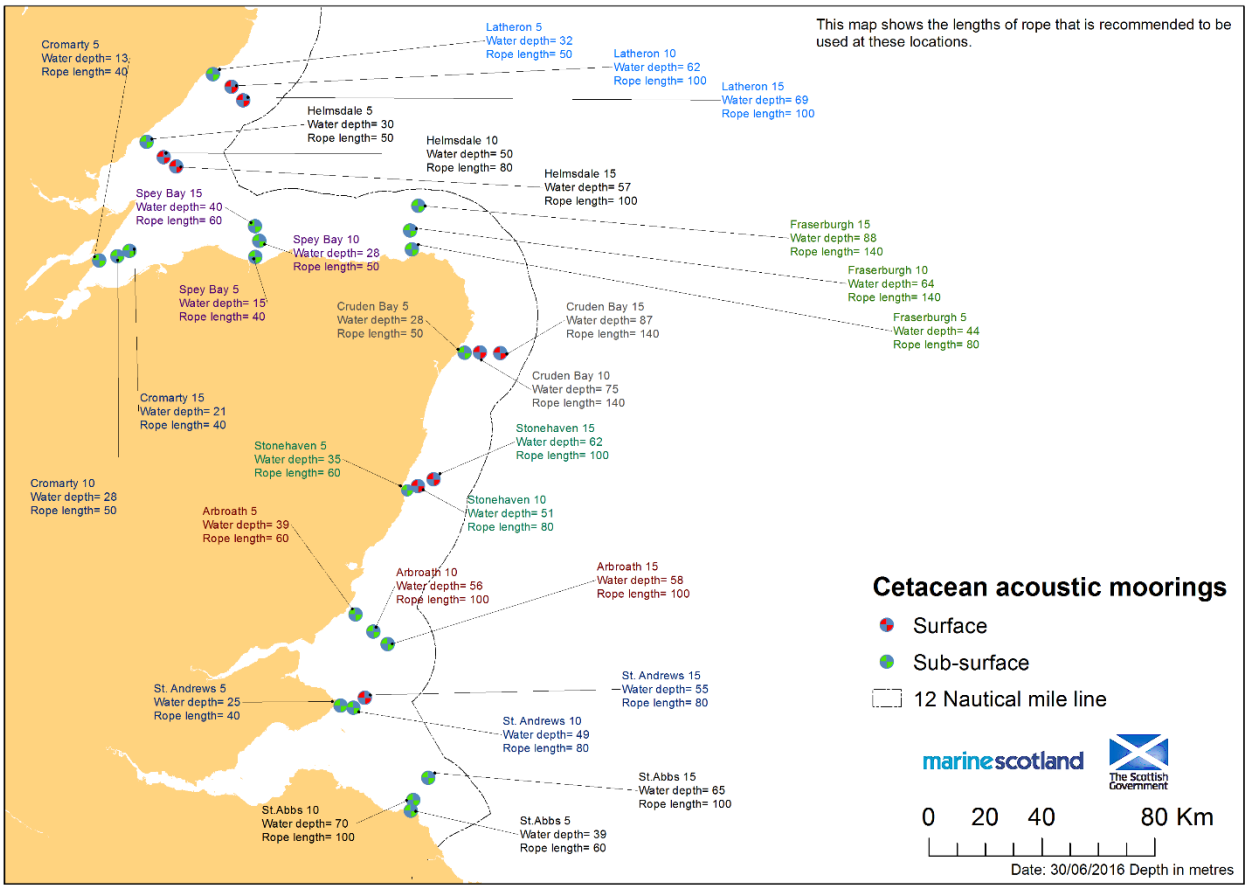 This map shows the lengths of rope that is recommended to be
used at these locations.
Cromarty 5
Water depth= 13
Rope length= 40
Latheron 5
Water depth= 32
Rope length= 50
Latheron 10
Water depth= 62
Rope length= 100
Latheron 15
Water depth= 69
Rope length= 100
Helmsdale 5
Water depth= 30
Rope length= 50
Helmsdale 10
Water depth= 50
Rope length= 80
Helmsdale 15
Water depth= 57
Rope length= 100
Spey Bay 15
Water depth= 40
Rope length= 60
Spey Bay 10
Water depth= 28
Rope length= 50
Spey Bay 5
Water depth= 15
Rope length= 40
Fraserburgh 15
Water depth= 88
Rope length= 140
Fraserburgh 10
Water depth= 64
Rope length= 140
Fraserburgh 5
Water depth= 44
Rope length= 80
Cruden Bay 5
Water depth= 28
Rope length= 50
Cruden Bay 15
Water depth= 87
Rope length= 140
Cruden Bay 10
Water depth= 75
Rope length= 140
Cromarty 15
Water depth= 21
Rope length= 40
Cromarty 10
Water depth= 28
Rope length= 50
Stonehaven 15
Water depth= 62
Rope length= 100
Stonehaven 5
Water depth= 35
Rope length= 60
Stonehaven 10
Water depth= 51
Rope length= 80
Arbroath 5
Water depth= 39
Rope length= 60
Arbroath 10
Water depth= 56
Rope length= 100
Arbroath 15
Water depth= 58
Rope length= 100
St. Andrews 5
Water depth= 25
Rope length= 40
St. Andrews 15
Water depth= 55
Rope length= 80
St. Andrews 10
Water depth= 49
Rope length= 80
St.Abbs 15
Water depth= 65
Rope length= 100
St.Abbs 10
Water depth= 70
Rope length= 100
St.Abbs 5
Water depth= 39
Rope length= 60
Cetacean acoustic moorings
Surface
Sub-surface
12 Nautical mile line
marinescotland
The Scottish
Government
0 20 40 80 Km
Date: 30/06/2016 Depth in metres